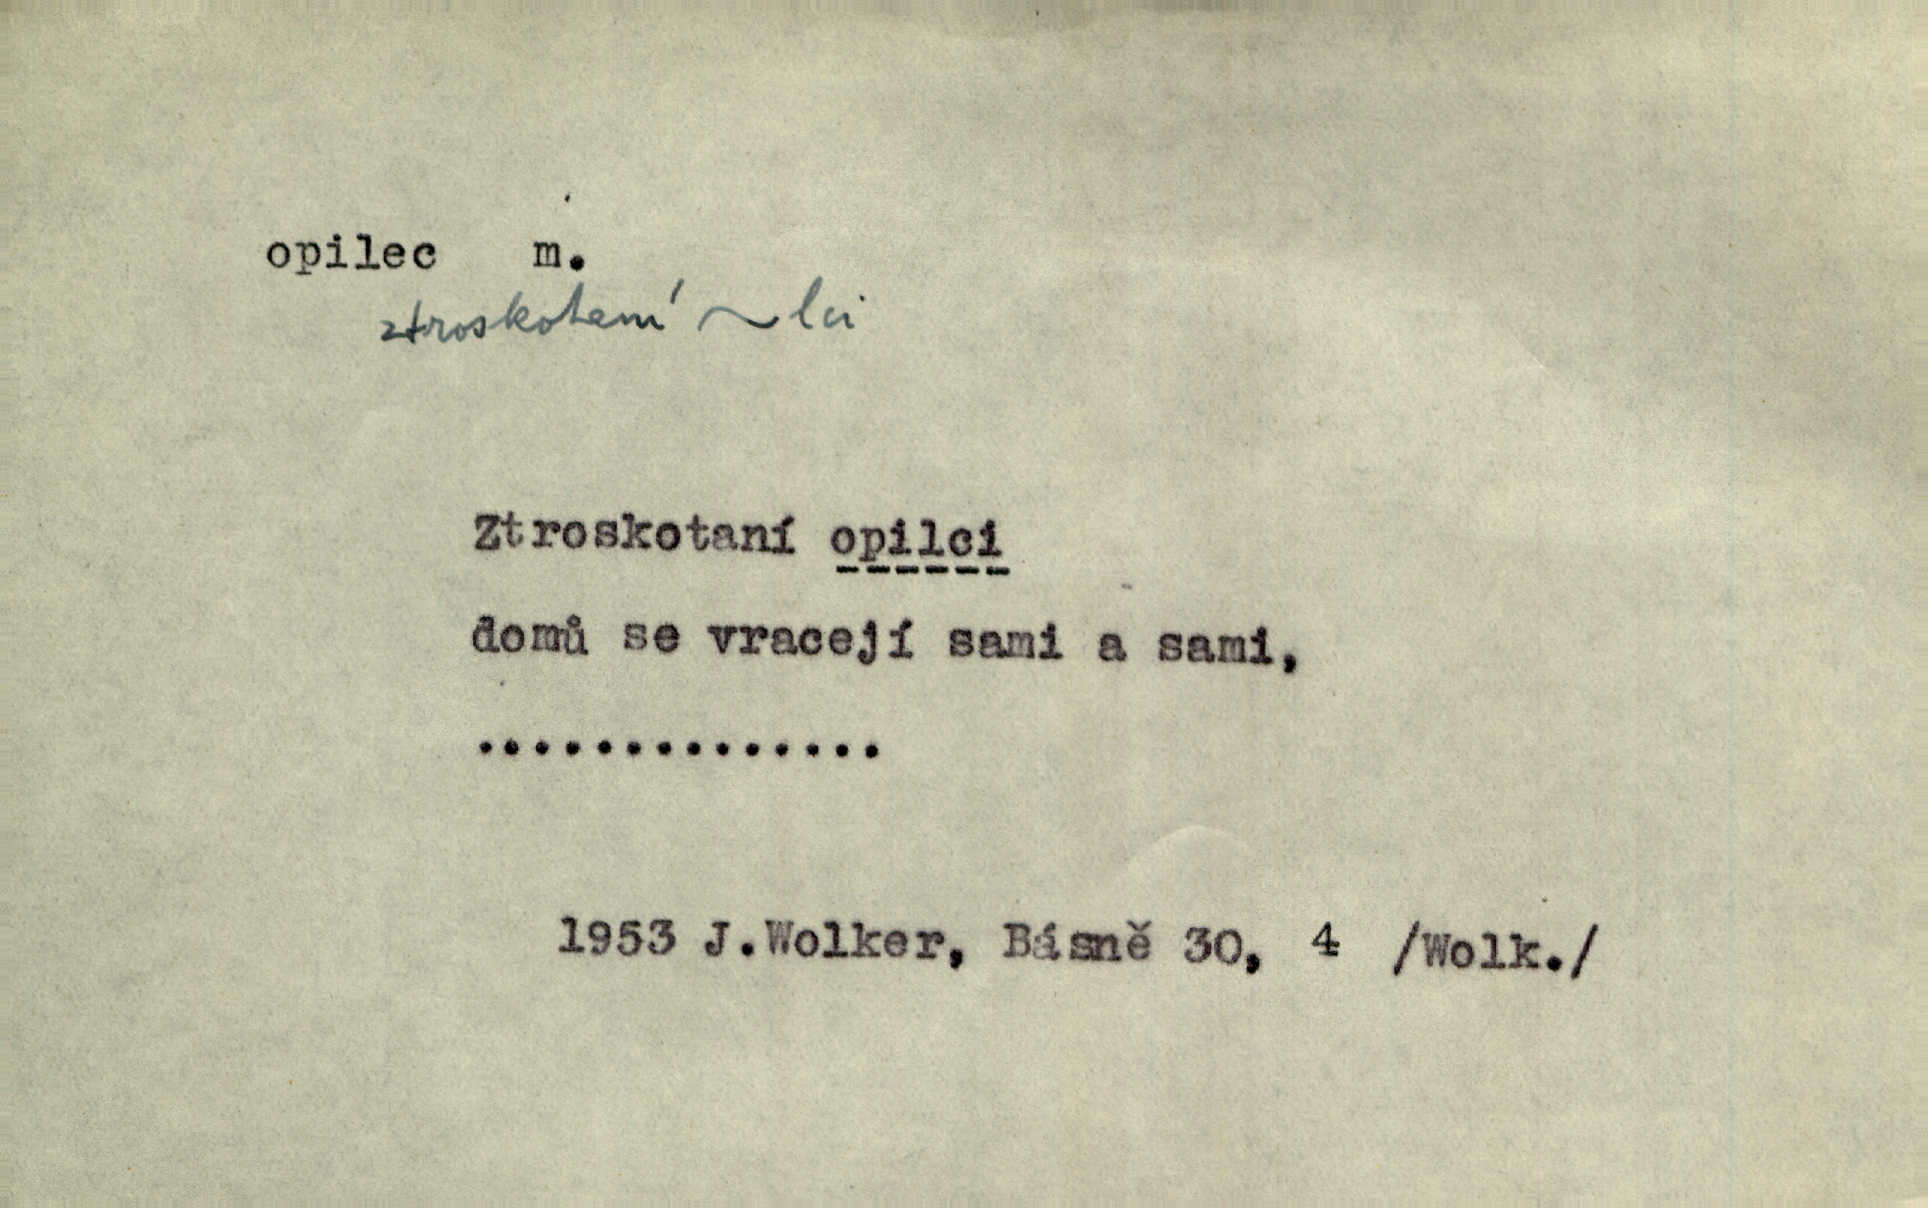 opilec m.
ztroskotaní ~lci
Ztroskotaní opilci
domů se vracejí sami a sami,
..............
1953 J.Wolker, Básně 30, 4 /Wolk./